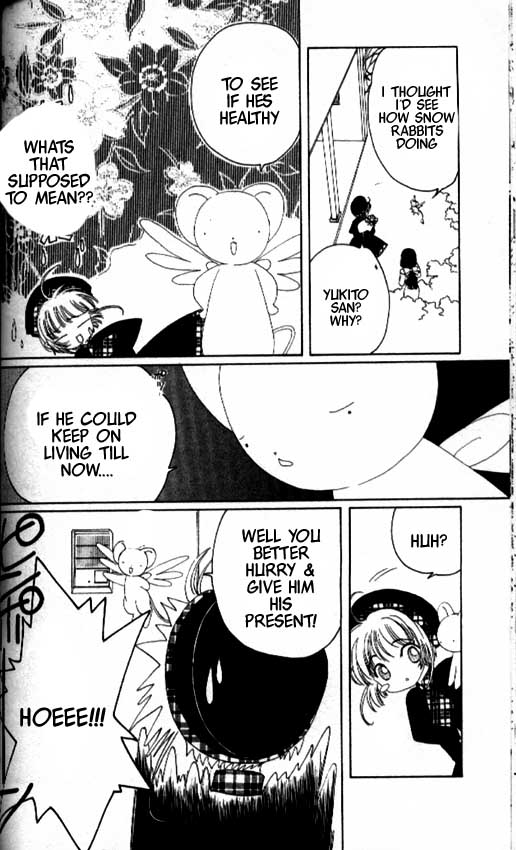 I THOUGHT
I'D SEE
HOW SNOW
RABBITS
DOING
YUKITO
SAN?
WHY?
TO SEE
IF HES
HEALTHY
WHATS
THAT
SUPPOSED
TO MEAN??
IF HE COULD
KEEP ON
LIVING TILL
NOW....
HUH?
WELL YOU
BETTER
HURRY &
GIVE HIM
HIS
PRESENT!
HOEEE!!!